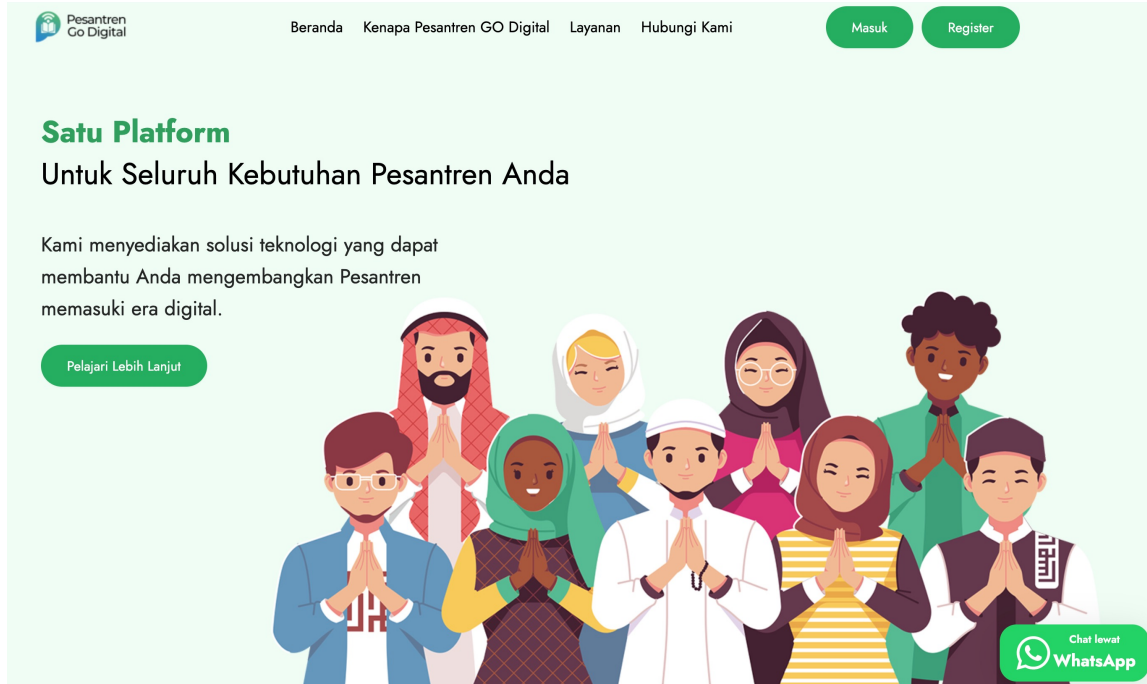 Pesantren
Go Digital
Beranda Kenapa Pesantren GO Digital Layanan Hubungi Kami Masuk Register
Satu Platform
Untuk Seluruh Kebutuhan Pesantren Anda
Kami menyediakan solusi teknologi yang dapat
membantu Anda mengembangkan Pesantren
memasuki era digital.
Pelajari Lebih Lanjut
Chat lewat
WhatsApp